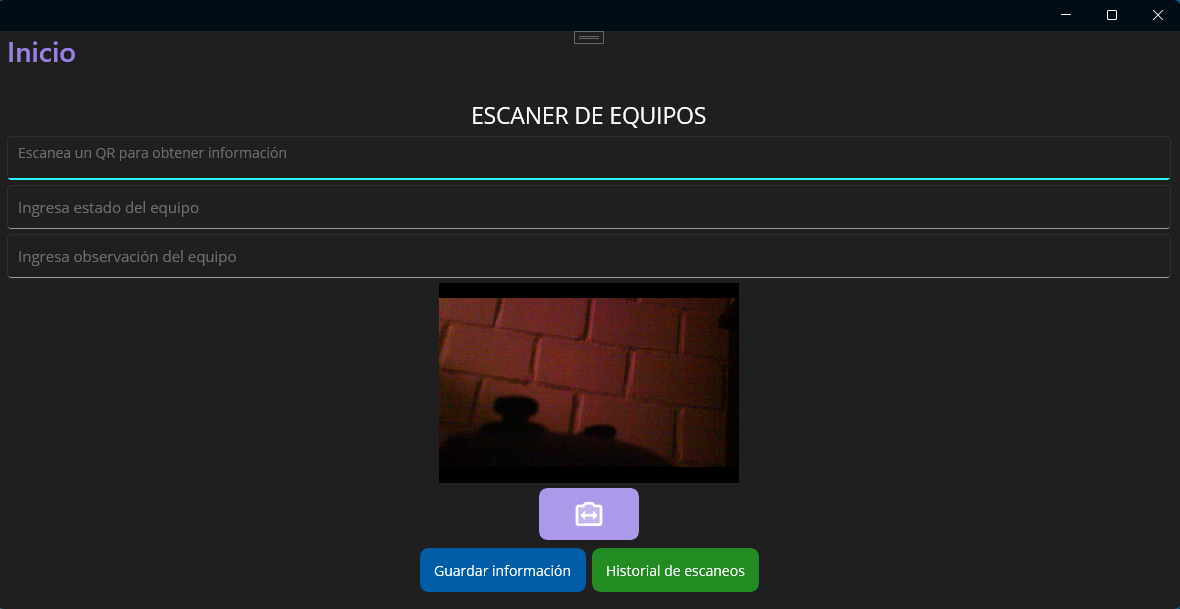 Inicio
ESCANER DE EQUIPOS
Escanea un QR para obtener información
Ingresa estado del equipo
Ingresa observación del equipo
Guardar información
Historial de escaneos